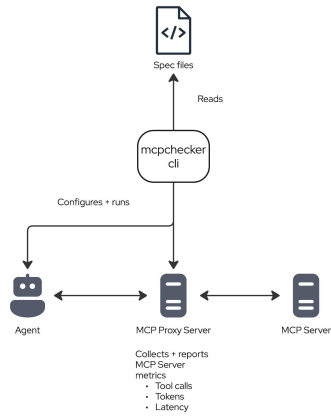 </>
Spec files
Reads
mcpchecker
cli
Configures + runs
Agent
MCP Proxy Server
MCP Server
Collects + reports
MCP Server
metrics
• Tool calls
• Tokens
• Latency